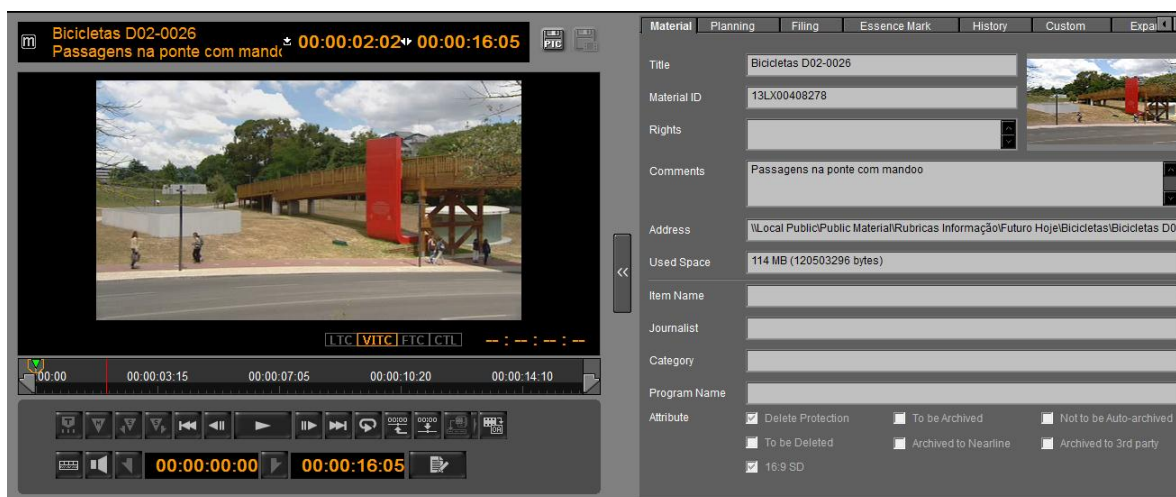 m
Bicicletas D02-0026
Passagens na ponte com mando
00:00:02:02 00:00:16:05
PIC
LTC VITC FTC CTL --:--:--:--
00:00 00:00:03:15 00:00:07:05 00:00:10:20 00:00:14:10
00:00 00:00
00:00:00:00 00:00:16:05
Material Planning Filing Essence Mark History Custom
Title Bicicletas D02-0026
Material ID 13LX00408278
Rights
Comments Passagens na ponte com mandoo
Address \\Local Public\Public Material\Rubricas Informação\Futuro Hoje\Bicicletas\Bicicletas D0
Used Space 114 MB (120503296 bytes)
Item Name
Journalist
Category
Program Name
Attribute Delete Protection To be Archived Not to be Auto-archived
To be Deleted Archived to Nearline Archived to 3rd party
16:9 SD